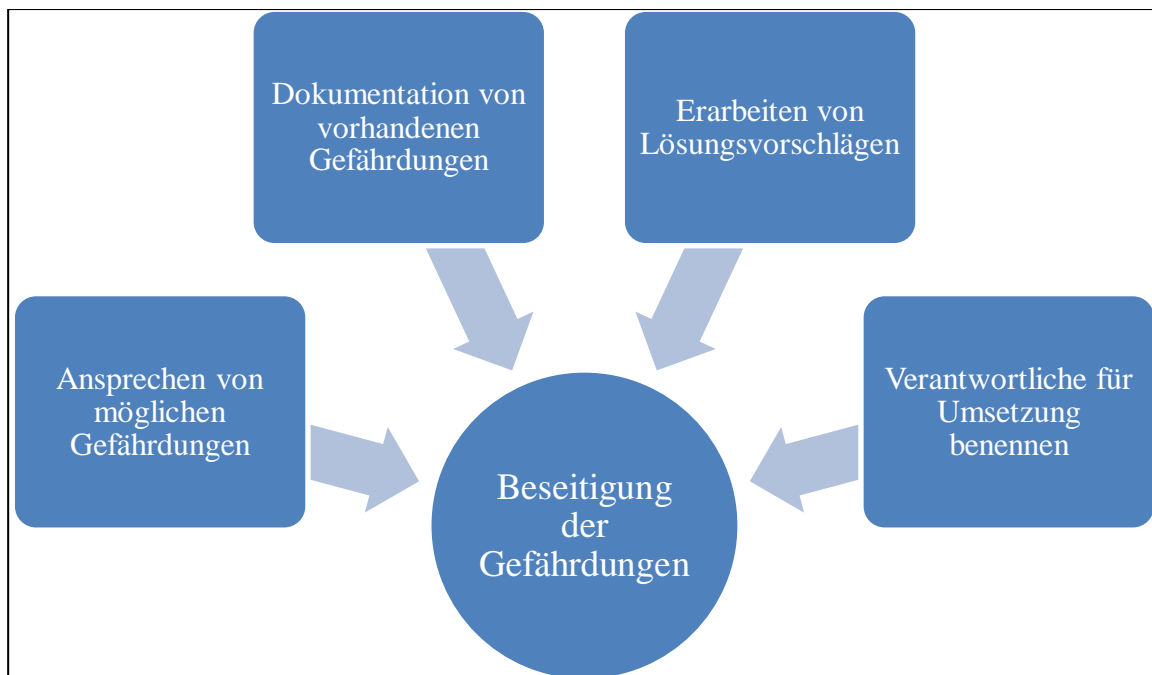 Ansprechen von
möglichen
Gefährdungen
Dokumentation von
vorhandenen
Gefährdungen
Erarbeiten von
Lösungsvorschlägen
Verantwortliche für
Umsetzung
benennen
Beseitigung
der
Gefährdungen